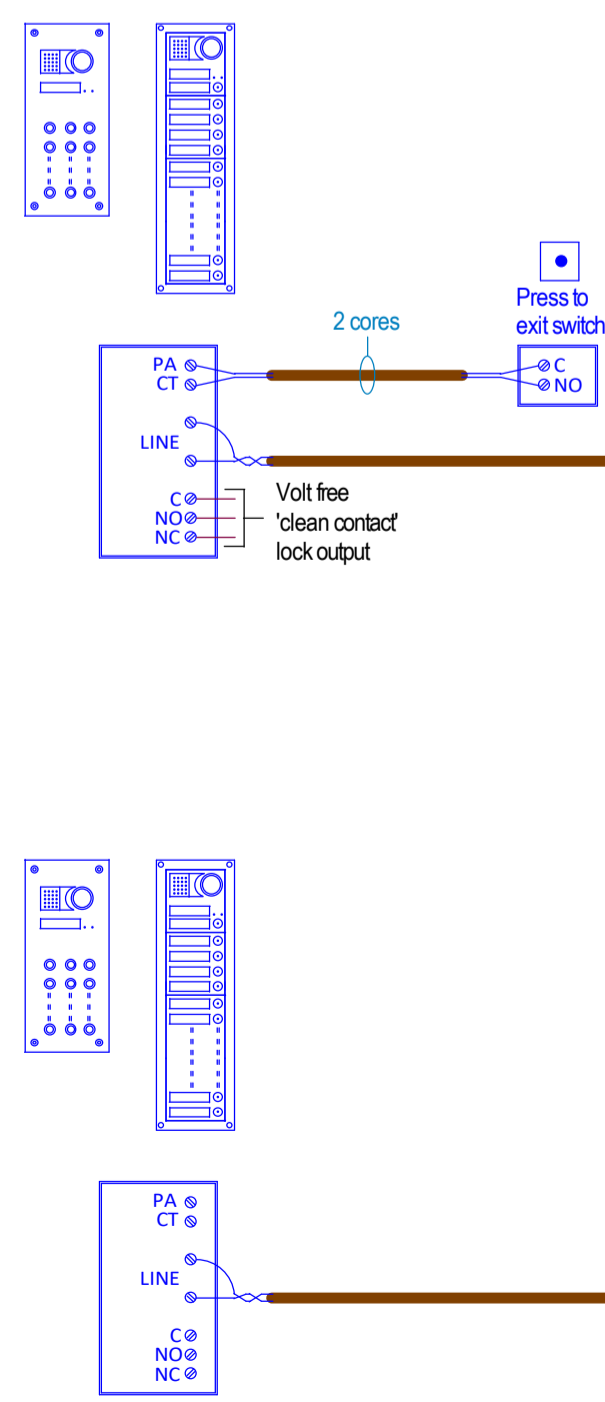 Press to
exit switch
2 cores
PA
CT
C
NO
LINE
C
NO
NC
Volt free
'clean contact'
lock output
PA
CT
LINE
C
NO
NC